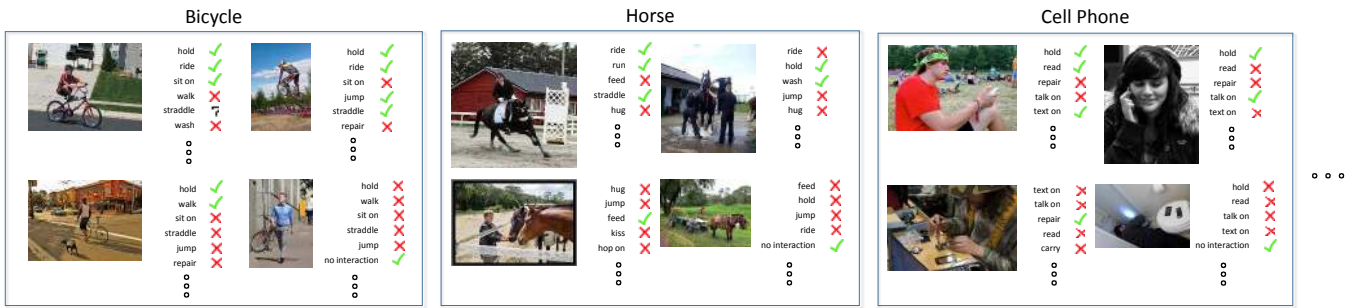 Bicycle
hold
ride
sit on
walk
straddle
wash
hold
ride
sit on
jump
straddle
repair
hold
walk
sit on
straddle
jump
repair
hold
walk
sit on
straddle
jump
no interaction
Horse
ride
run
feed
straddle
hug
ride
hold
wash
jump
hug
hug
jump
feed
kiss
hop on
feed
hold
jump
ride
no interaction
Cell Phone
hold
read
repair
talk on
text on
hold
read
repair
talk on
text on
text on
talk on
repair
read
carry
hold
read
talk on
text on
no interaction